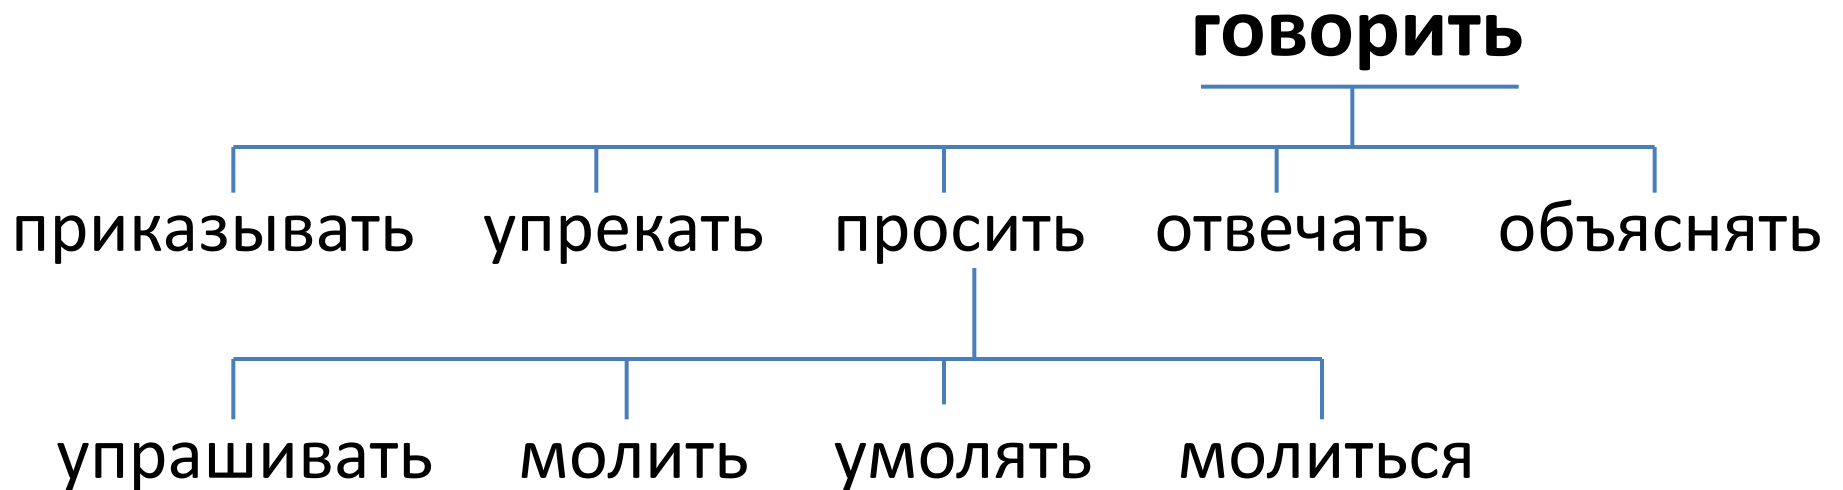 говорить
приказывать упрекать просить отвечать объяснять
упрашивать молить умолять молиться